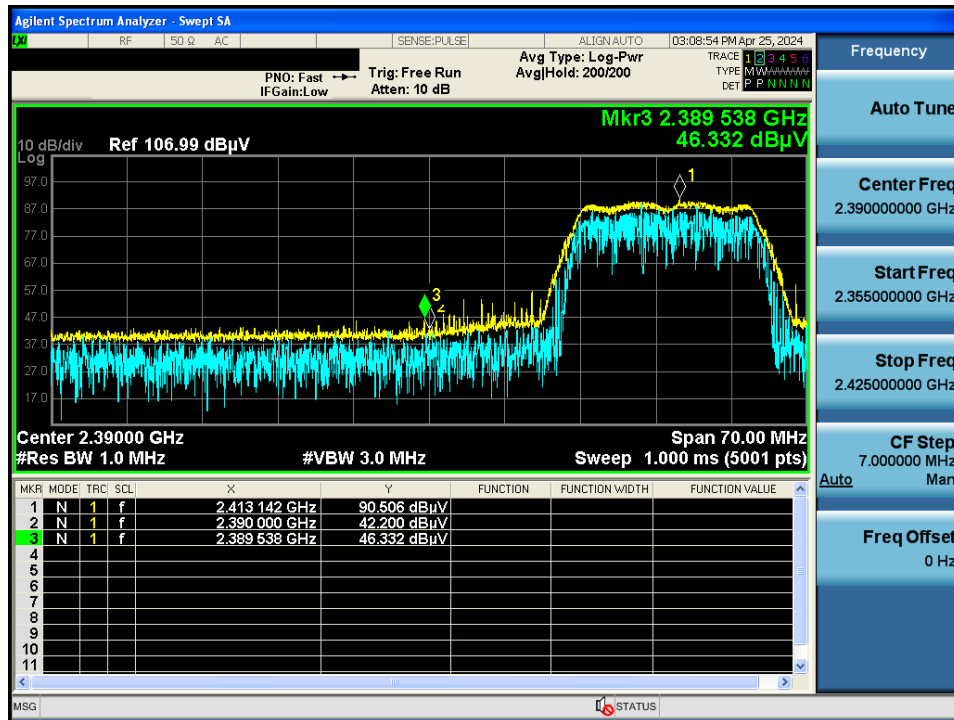 Agilent Spectrum Analyzer - Swept SA
LXI RF 50 Ω AC SENSE:PULSE ALIGN AUTO 03:08:54 PM Apr 25, 2024
PNO: Fast Trig: Free Run Avg Type: Log-Pwr TRACE 1 2 3 4 5 6
IFGain:Low Atten: 10 dB Avg|Hold: 200/200 TYPE M W W W W W
DET P P N N N N
Mkr3 2.389 538 GHz
46.332 dBµV
10 dB/div Ref 106.99 dBµV
Log
97.0
87.0
77.0
67.0
57.0
47.0
37.0
27.0
17.0
1
3
2
Center 2.39000 GHz Span 70.00 MHz
#Res BW 1.0 MHz #VBW 3.0 MHz Sweep 1.000 ms (5001 pts)
MKR MODE TRC SCL X Y FUNCTION FUNCTION WIDTH FUNCTION VALUE
1 N 1 f 2.413 142 GHz 90.506 dBµV
2 N 1 f 2.390 000 GHz 42.200 dBµV
3 N 1 f 2.389 538 GHz 46.332 dBµV
4
5
6
7
8
9
10
11
MSG STATUS
Frequency
Auto Tune
Center Freq
2.390000000 GHz
Start Freq
2.355000000 GHz
Stop Freq
2.425000000 GHz
CF Step
7.000000 MHz
Auto Man
Freq Offset
0 Hz